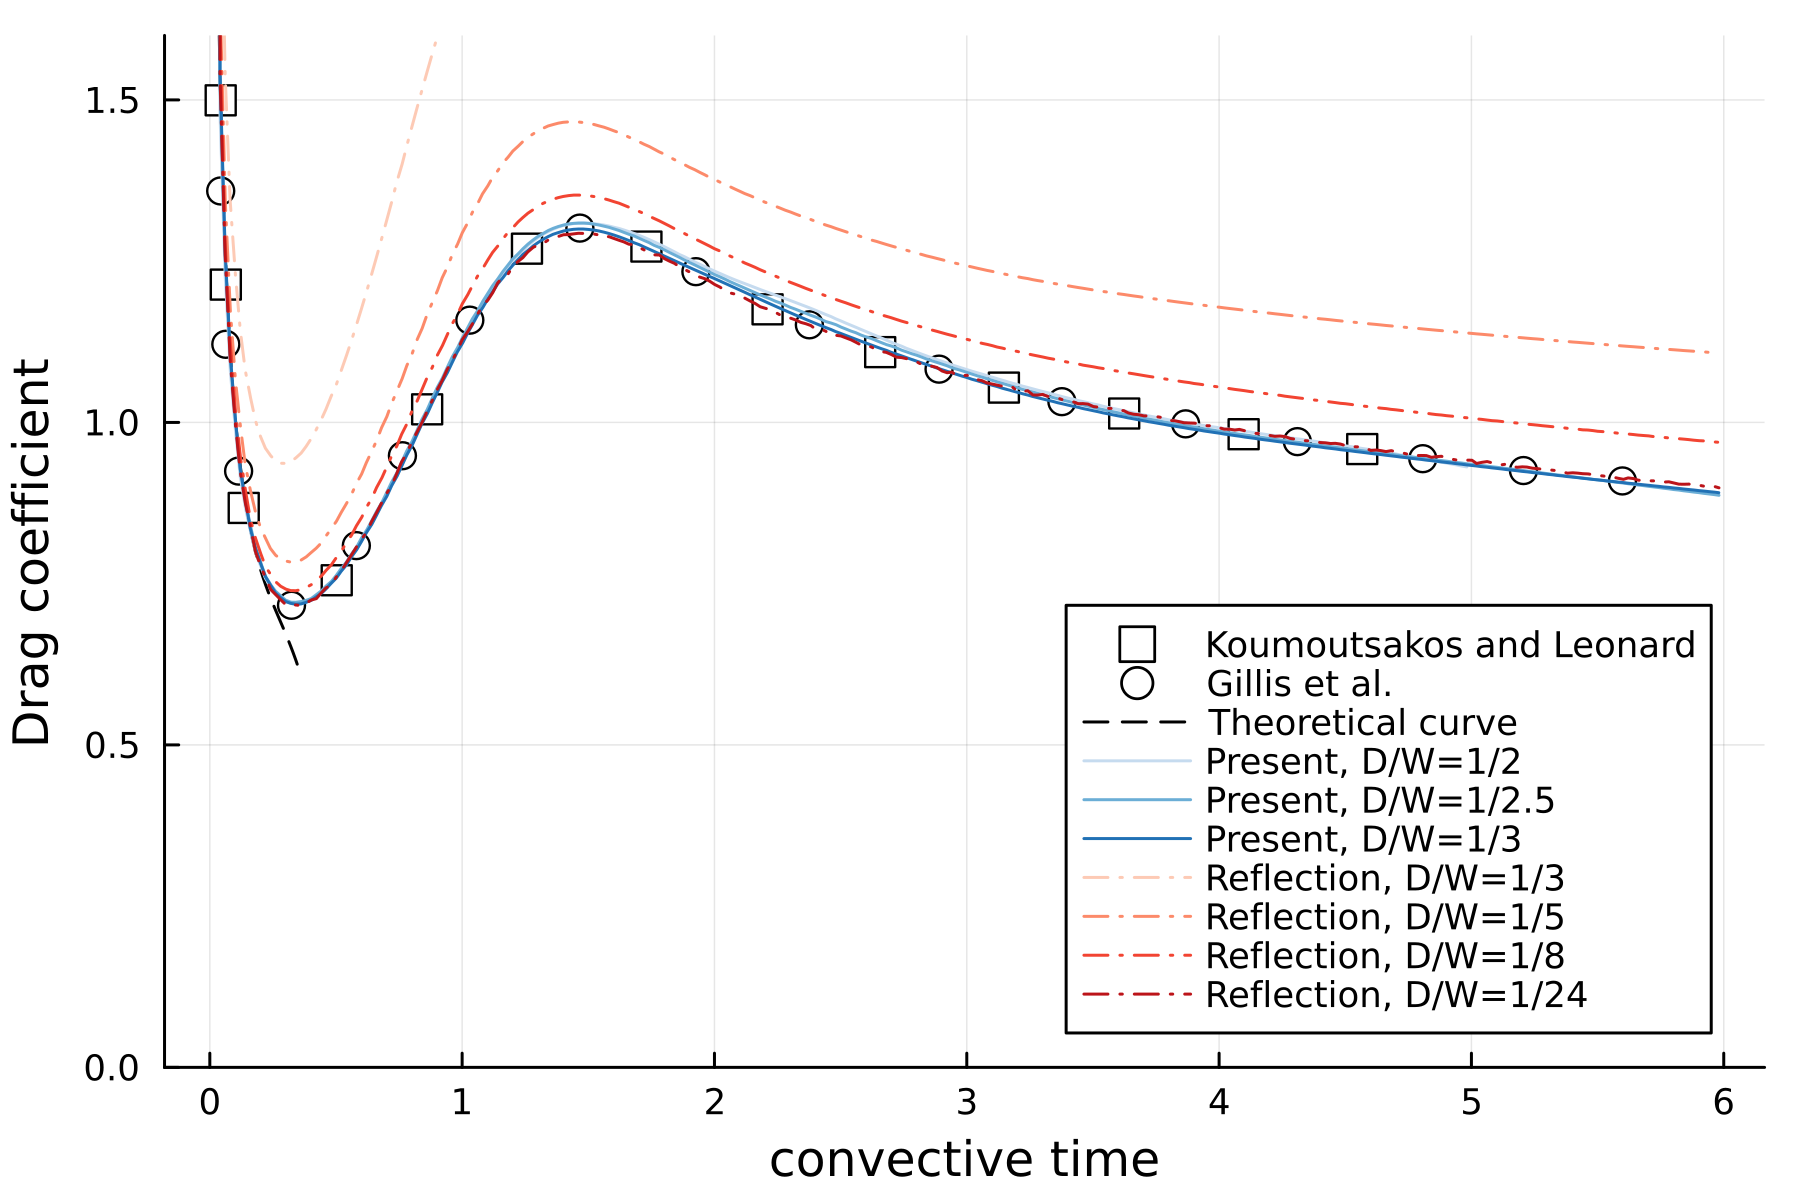 Drag coefficient
1.5
1.0
0.5
0.0
Koumoutsakos and Leonard
Gillis et al.
Theoretical curve
Present, D/W=1/2
Present, D/W=1/2.5
Present, D/W=1/3
Reflection, D/W=1/3
Reflection, D/W=1/5
Reflection, D/W=1/8
Reflection, D/W=1/24
0 1 2 3 4 5 6
convective time